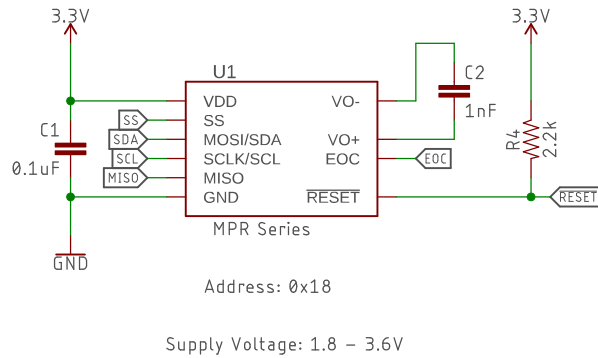 3.3V
3.3V
U1
C2
1nF
VDD
VO-
SS
SS
C1
0.1uF
SDA
MOSI/SDA
VO+
SCL
SCLK/SCL
EOC
EOC
R4
2.2k
MISO
MISO
GND
RESET
RESET
MPR Series
GND
Address: 0x18
Supply Voltage: 1.8 - 3.6V